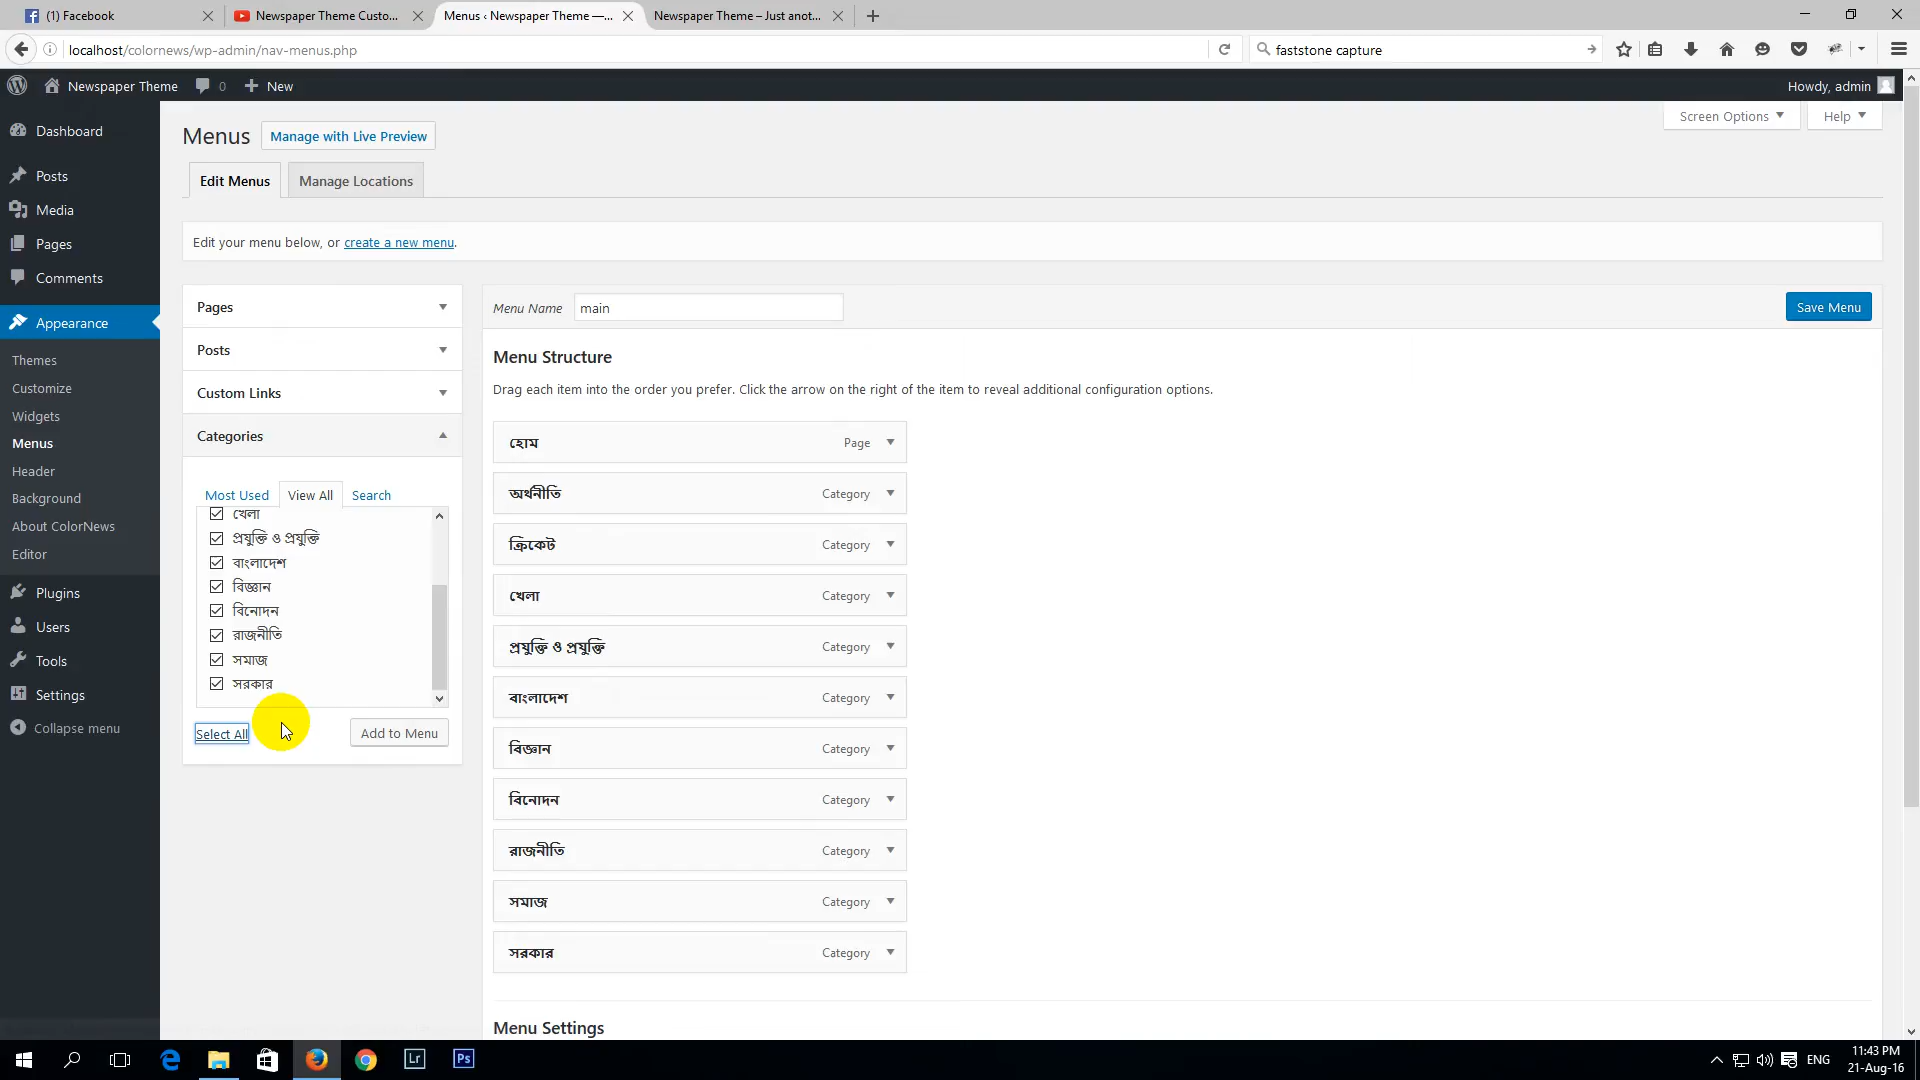 (1) Facebook
Newspaper Theme Custo...
Menus ‹ Newspaper Theme —...
Newspaper Theme – Just anot...
localhost/colornews/wp-admin/nav-menus.php
faststone capture
Newspaper Theme
0
New
Howdy, admin
Dashboard
Posts
Media
Pages
Comments
Appearance
Themes
Customize
Widgets
Menus
Header
Background
About ColorNews
Editor
Plugins
Users
Tools
Settings
Collapse menu
Menus
Manage with Live Preview
Screen Options
Help
Edit Menus
Manage Locations
Edit your menu below, or create a new menu.
Pages
Posts
Custom Links
Categories
Most Used
View All
Search
খেলা
প্রযুক্তি ও প্রযুক্তি
বাংলাদেশ
বিজ্ঞান
বিনোদন
রাজনীতি
সমাজ
সরকার
Select All
Add to Menu
Menu Name
main
Save Menu
Menu Structure
Drag each item into the order you prefer. Click the arrow on the right of the item to reveal additional configuration options.
হোম Page
অর্থনীতি Category
ক্রিকেট Category
খেলা Category
প্রযুক্তি ও প্রযুক্তি Category
বাংলাদেশ Category
বিজ্ঞান Category
বিনোদন Category
রাজনীতি Category
সমাজ Category
সরকার Category
Menu Settings
Lr
Ps
ENG
11:43 PM
21-Aug-16